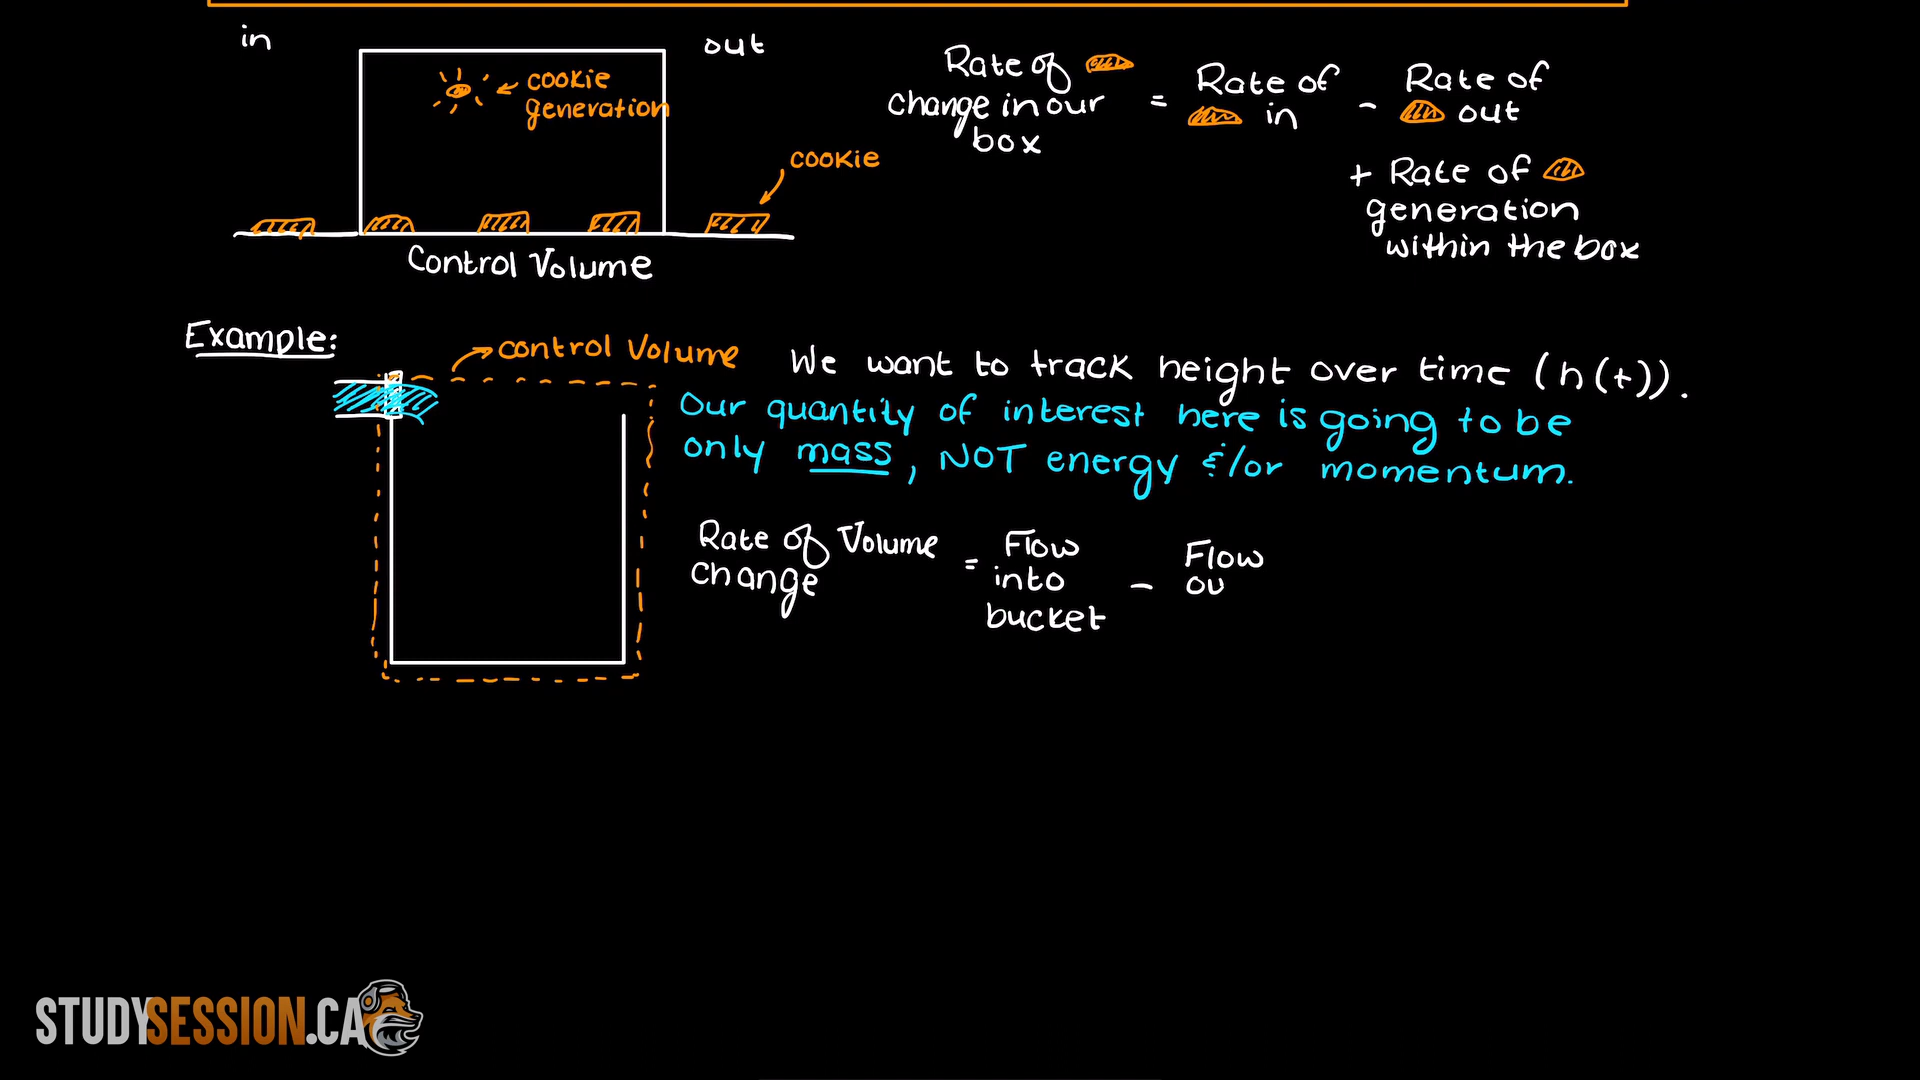 in
out
cookie
generation
cookie
Control Volume
Rate of
change in our
box
=
Rate of
in
-
Rate of
out
+ Rate of
generation
within the box
Example:
control Volume
We want to track height over time (h(t)).
Our quantity of interest here is going to be
only mass, NOT energy &/or momentum.
Rate of Volume
change
=
Flow
into
bucket
-
Flow
ou
STUDYSESSION.CA